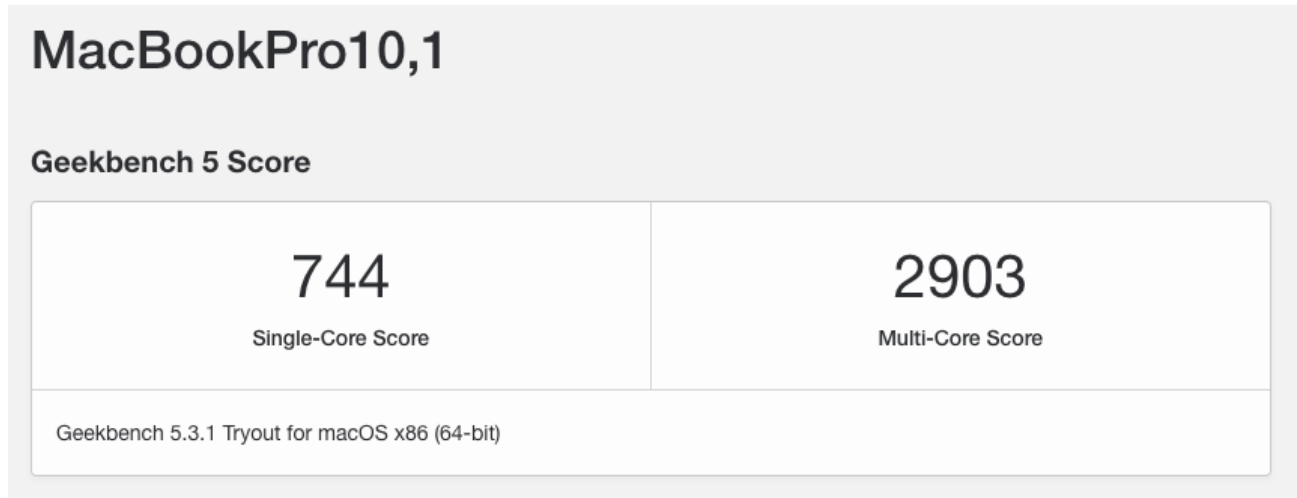 MacBookPro10,1
Geekbench 5 Score
744
Single-Core Score
2903
Multi-Core Score
Geekbench 5.3.1 Tryout for macOS x86 (64-bit)